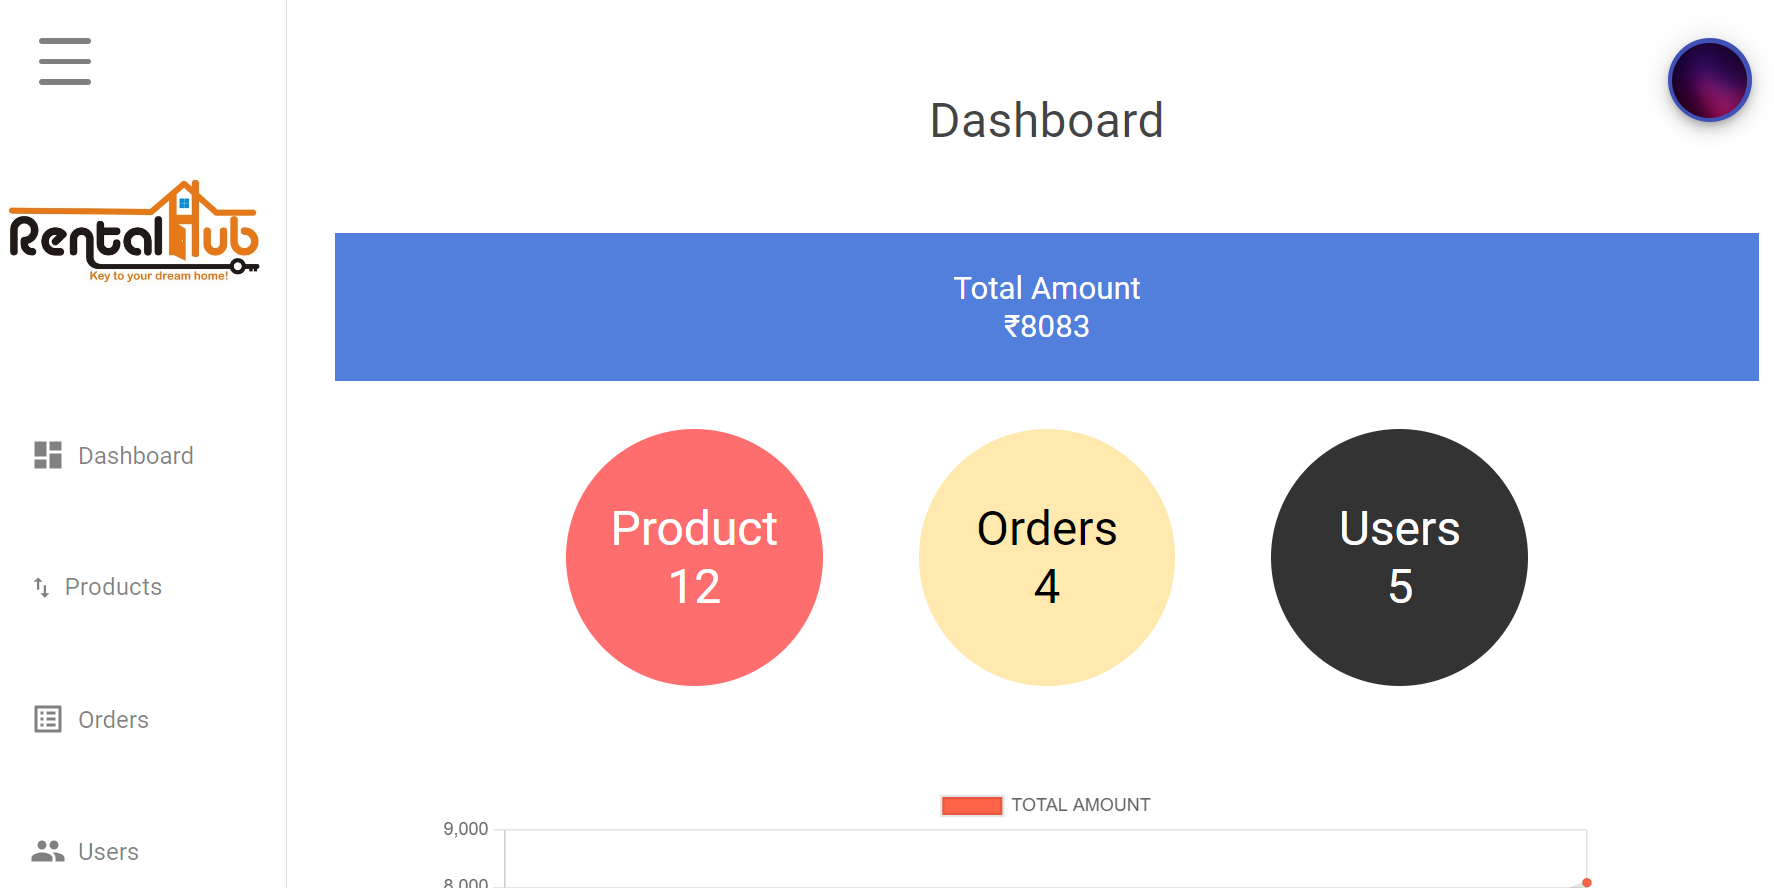 RentalHub
Key to your dream home!
Dashboard
Products
Orders
Users
Dashboard
Total Amount
₹8083
Product
12
Orders
4
Users
5
TOTAL AMOUNT
9,000
8,000